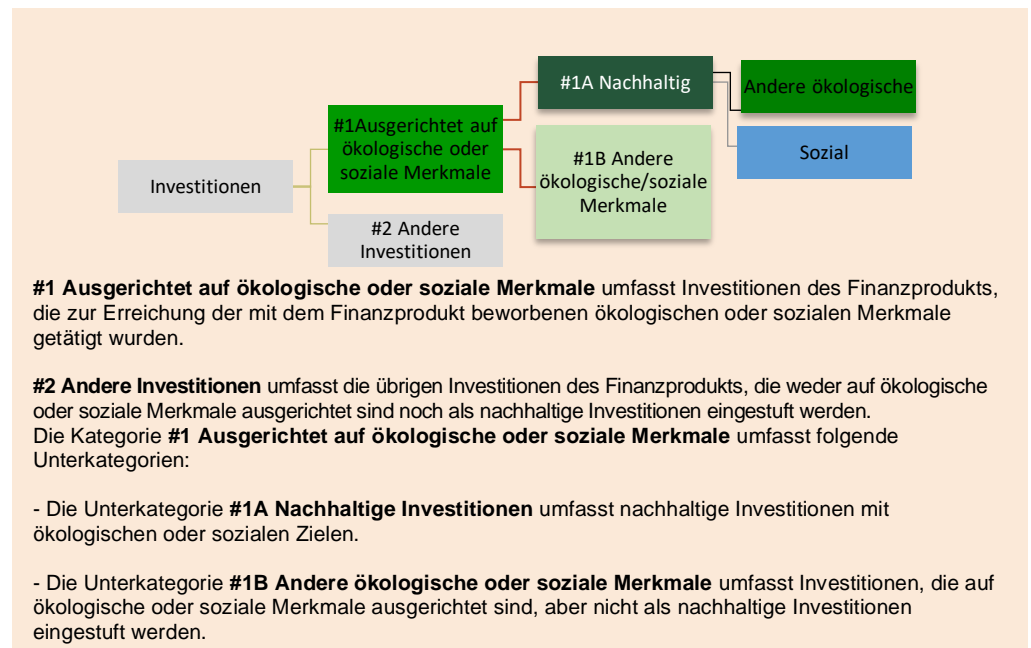 #1A Nachhaltig
Andere ökologische
#1Ausgerichtet auf
ökologische oder
soziale Merkmale
#1B Andere
ökologische/soziale
Merkmale
Sozial
Investitionen
#2 Andere
Investitionen
#1 Ausgerichtet auf ökologische oder soziale Merkmale umfasst Investitionen des Finanzprodukts,
die zur Erreichung der mit dem Finanzprodukt beworbenen ökologischen oder sozialen Merkmale
getätigt wurden.
#2 Andere Investitionen umfasst die übrigen Investitionen des Finanzprodukts, die weder auf ökologische
oder soziale Merkmale ausgerichtet sind noch als nachhaltige Investitionen eingestuft werden.
Die Kategorie #1 Ausgerichtet auf ökologische oder soziale Merkmale umfasst folgende
Unterkategorien:
- Die Unterkategorie #1A Nachhaltige Investitionen umfasst nachhaltige Investitionen mit
ökologischen oder sozialen Zielen.
- Die Unterkategorie #1B Andere ökologische oder soziale Merkmale umfasst Investitionen, die auf
ökologische oder soziale Merkmale ausgerichtet sind, aber nicht als nachhaltige Investitionen
eingestuft werden.